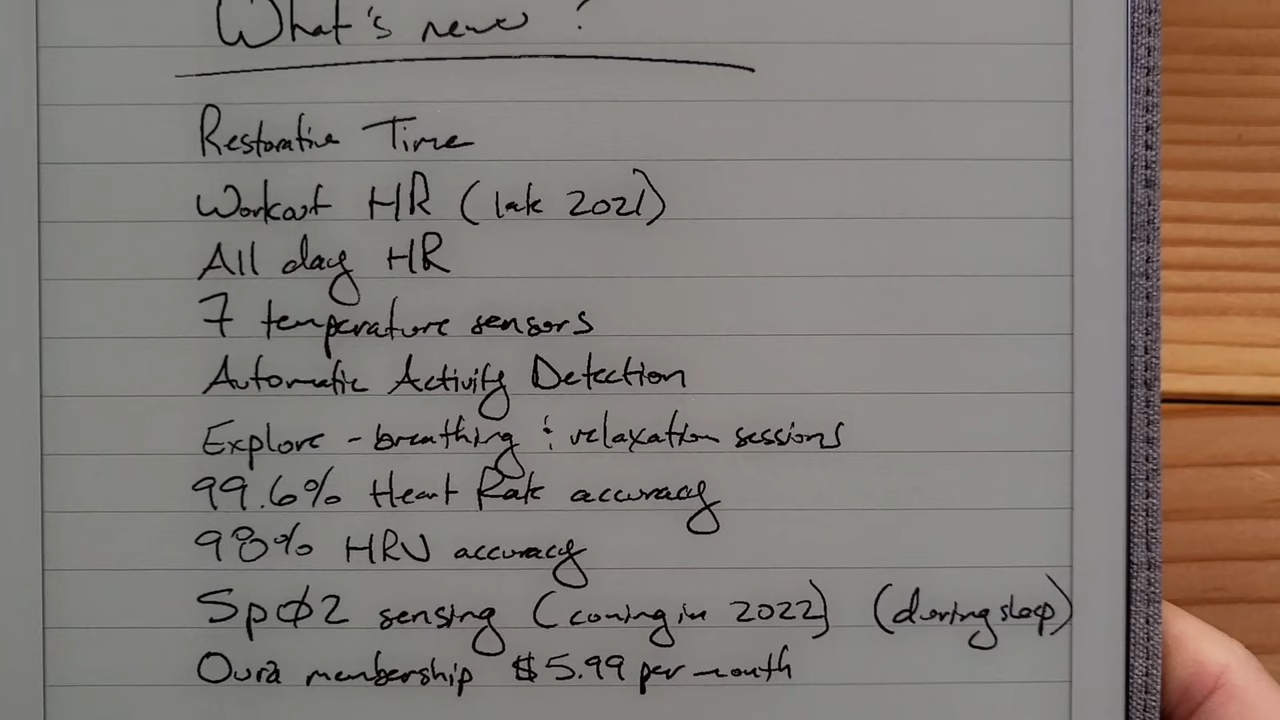 What's new?
Restorative Time
Workout HR (late 2021)
All day HR
7 temperature sensors
Automatic Activity Detection
Explore - breathing & relaxation sessions
99.6% Heart Rate accuracy
98% HRV accuracy
SpO2 sensing (coming in 2022) (during sleep)
Oura membership $5.99 per month